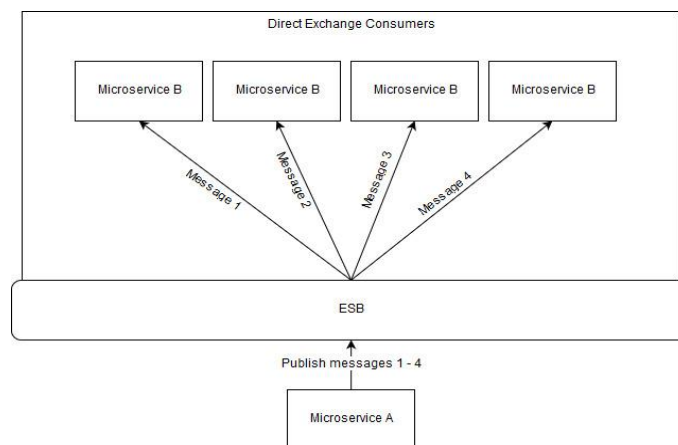 Direct Exchange Consumers
Microservice B
Microservice B
Microservice B
Microservice B
Message 1
Message 2
Message 3
Message 4
ESB
Publish messages 1 - 4
Microservice A